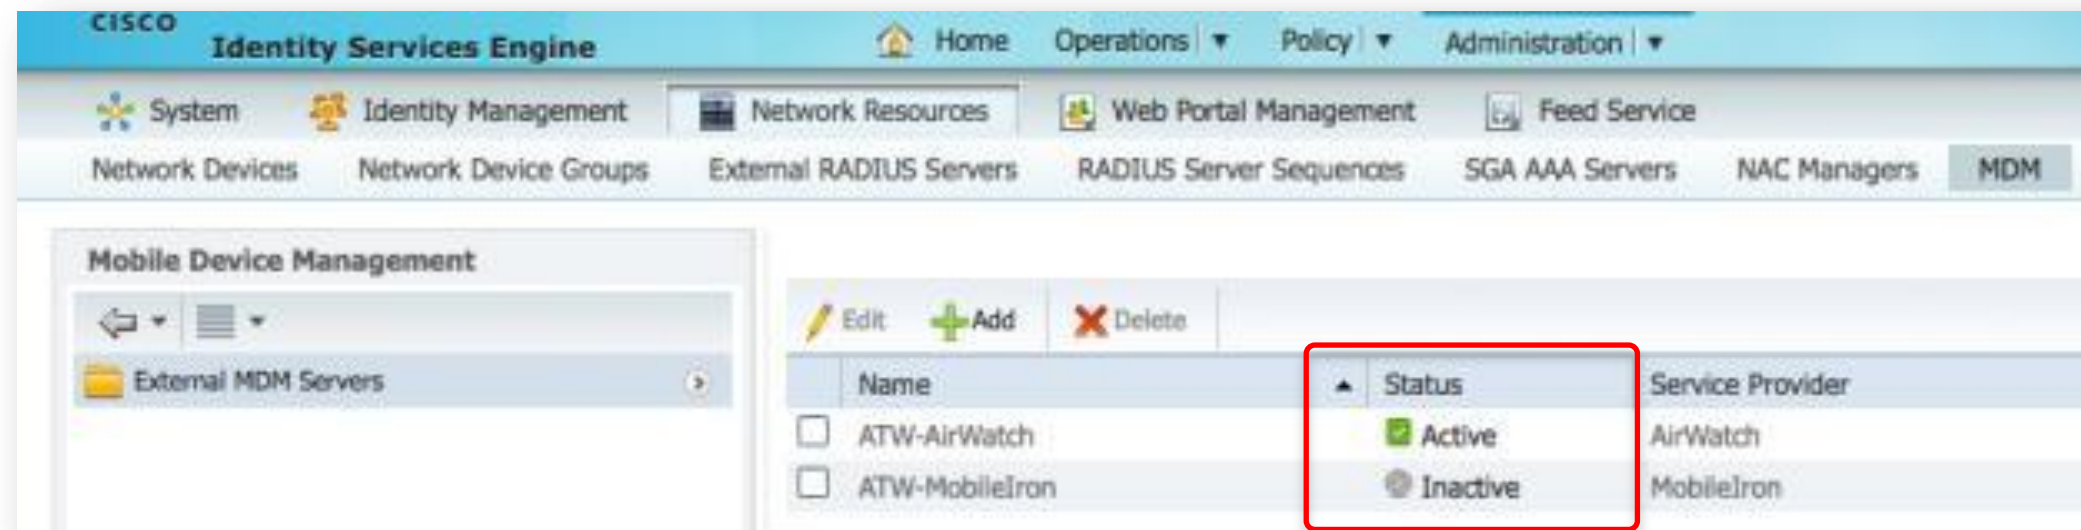 CISCO
Identity Services Engine
Home Operations Policy Administration
System Identity Management Network Resources Web Portal Management Feed Service
Network Devices Network Device Groups External RADIUS Servers RADIUS Server Sequences SGA AAA Servers NAC Managers MDM
Mobile Device Management
Edit Add Delete
External MDM Servers
Name Status Service Provider
ATW-AirWatch Active AirWatch
ATW-MobileIron Inactive MobileIron